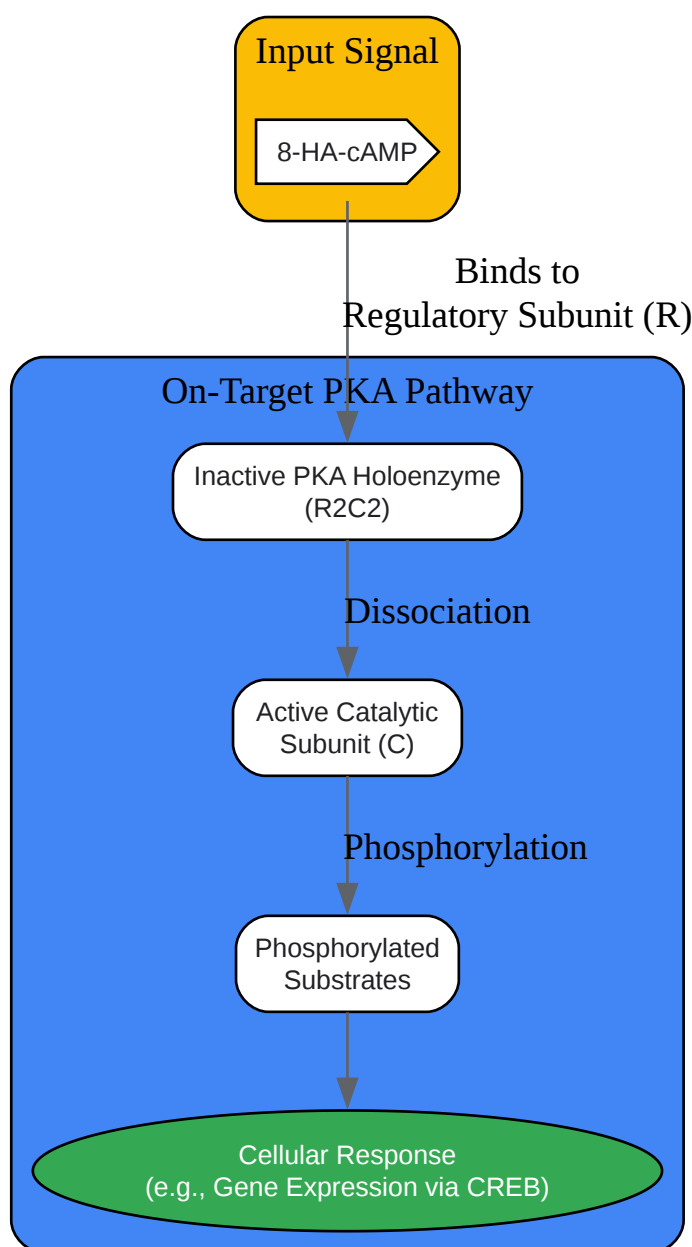 Input Signal
8-HA-cAMP
Binds to
Regulatory Subunit (R)
On-Target PKA Pathway
Inactive PKA Holoenzyme
(R2C2)
Dissociation
Active Catalytic
Subunit (C)
Phosphorylation
Phosphorylated
Substrates
Cellular Response
(e.g., Gene Expression via CREB)